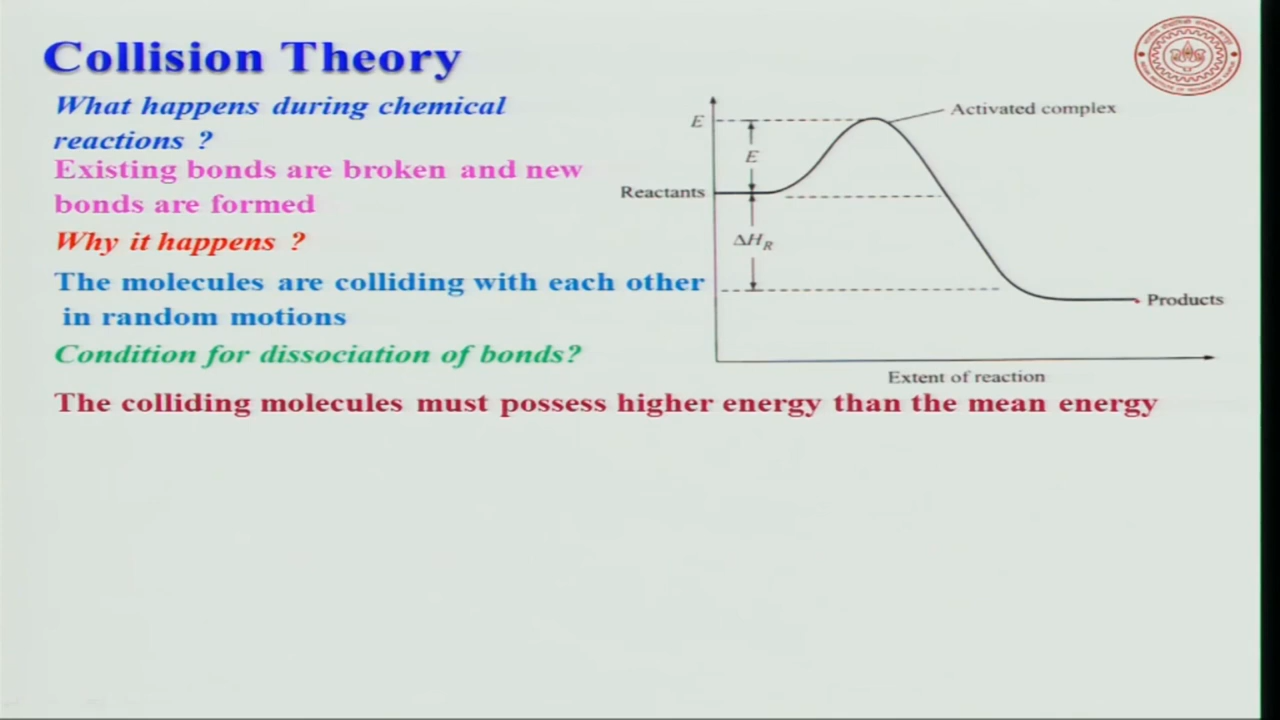 Collision Theory
What happens during chemical
reactions ?
Existing bonds are broken and new
bonds are formed
Why it happens ?
The molecules are colliding with each other
in random motions
Condition for dissociation of bonds?
The colliding molecules must possess higher energy than the mean energy
E
Activated complex
E
Reactants
ΔH_R
Products
Extent of reaction